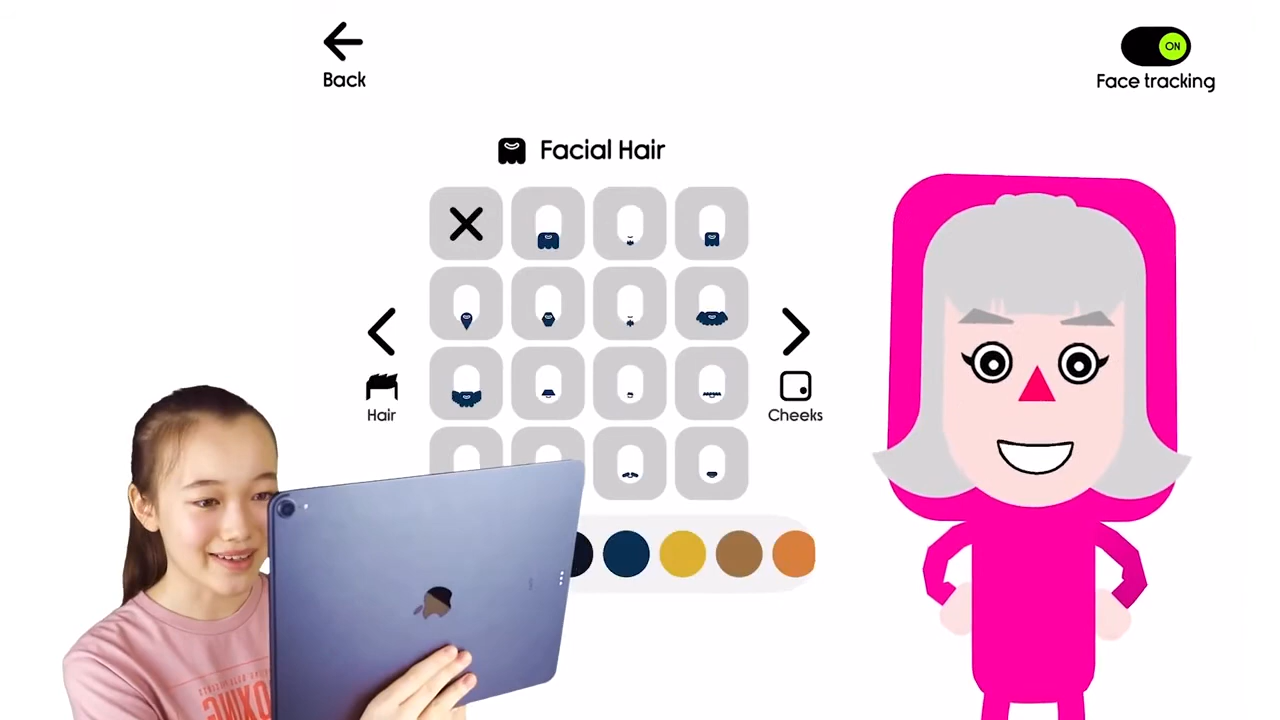 Back
ON
Face tracking
Facial Hair
Hair
Cheeks